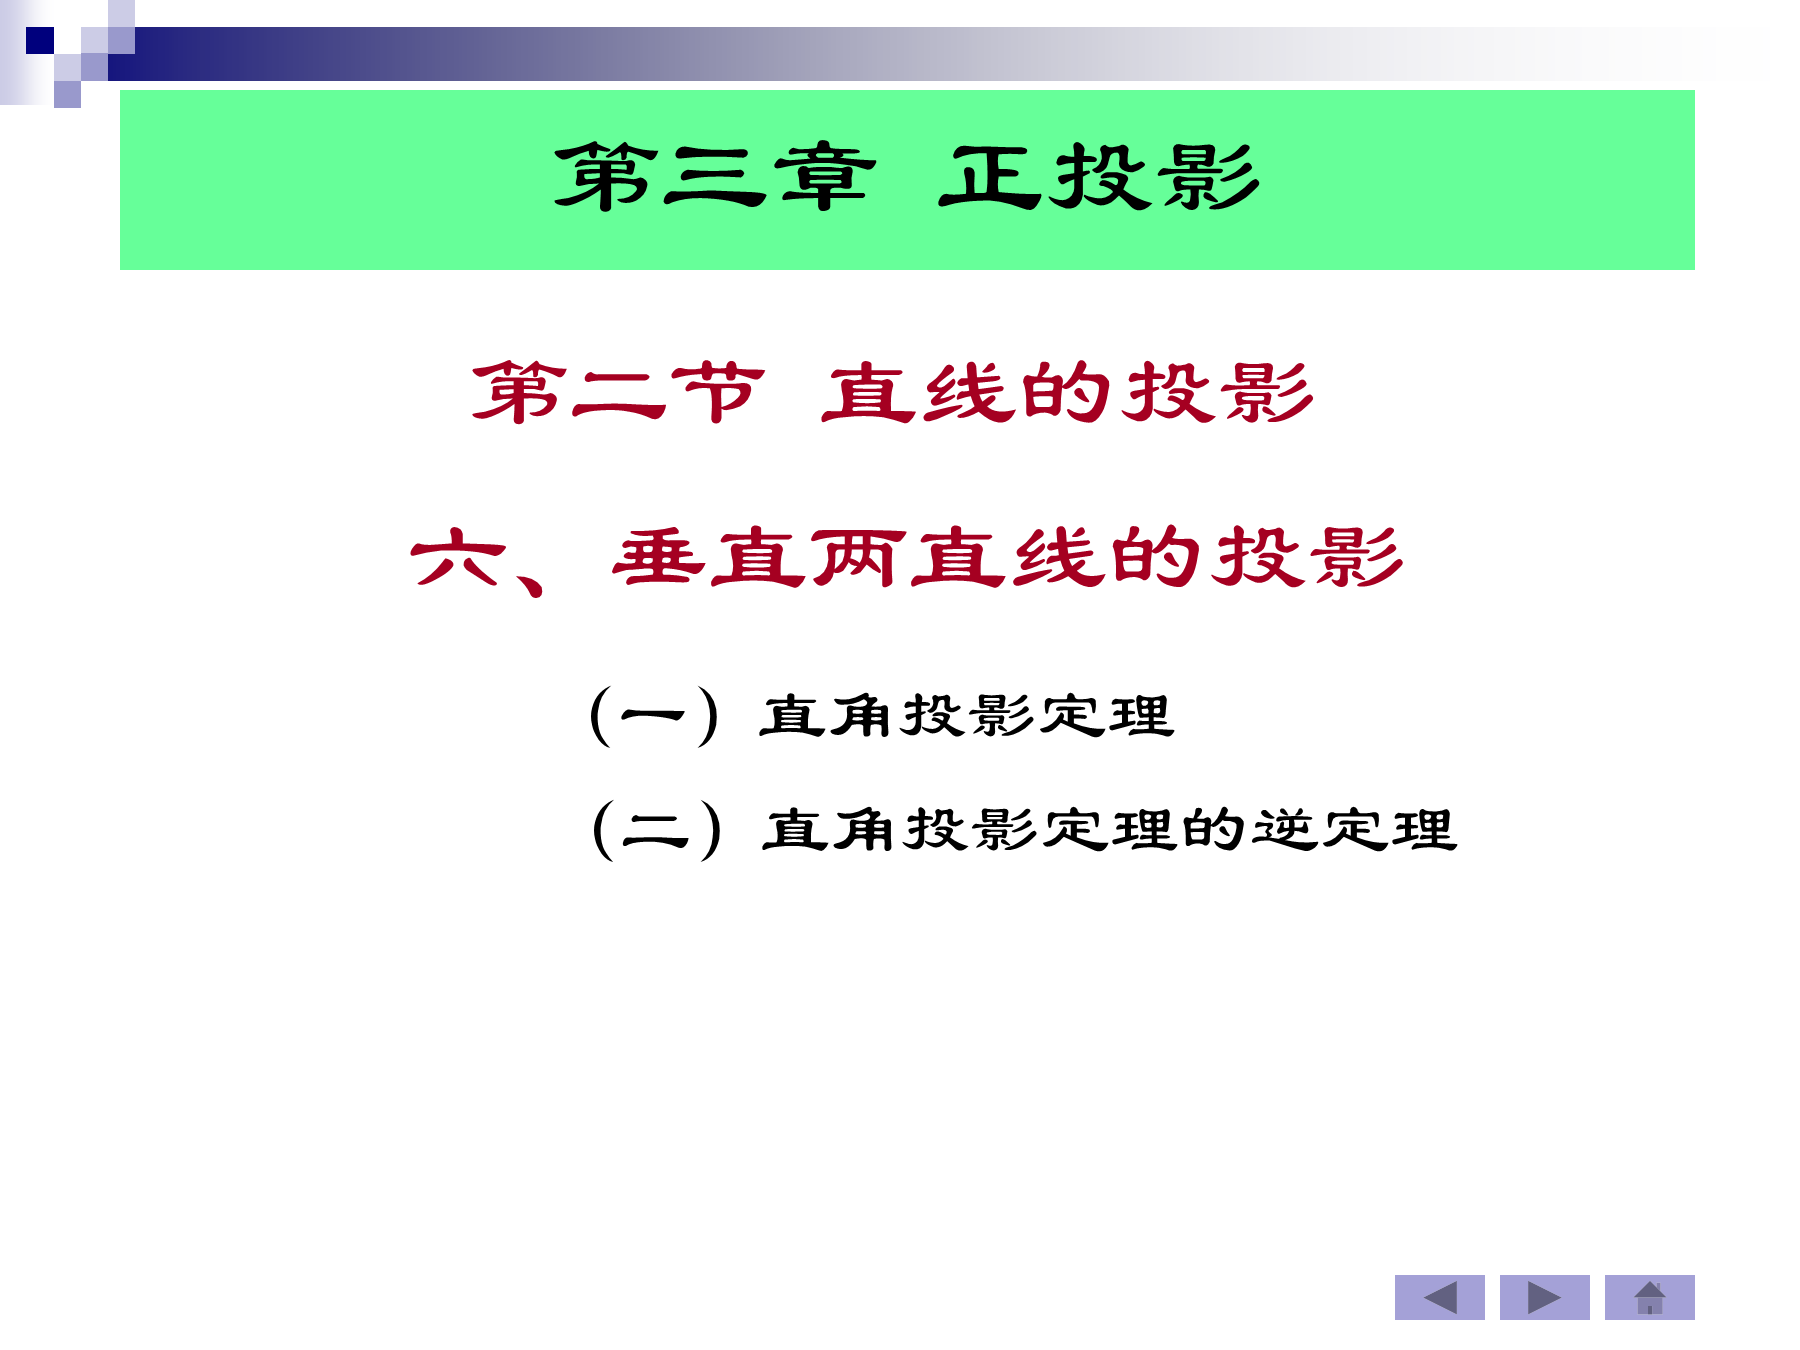 第三章 正投影
第二节 直线的投影
六、垂直两直线的投影
（一）直角投影定理
（二）直角投影定理的逆定理